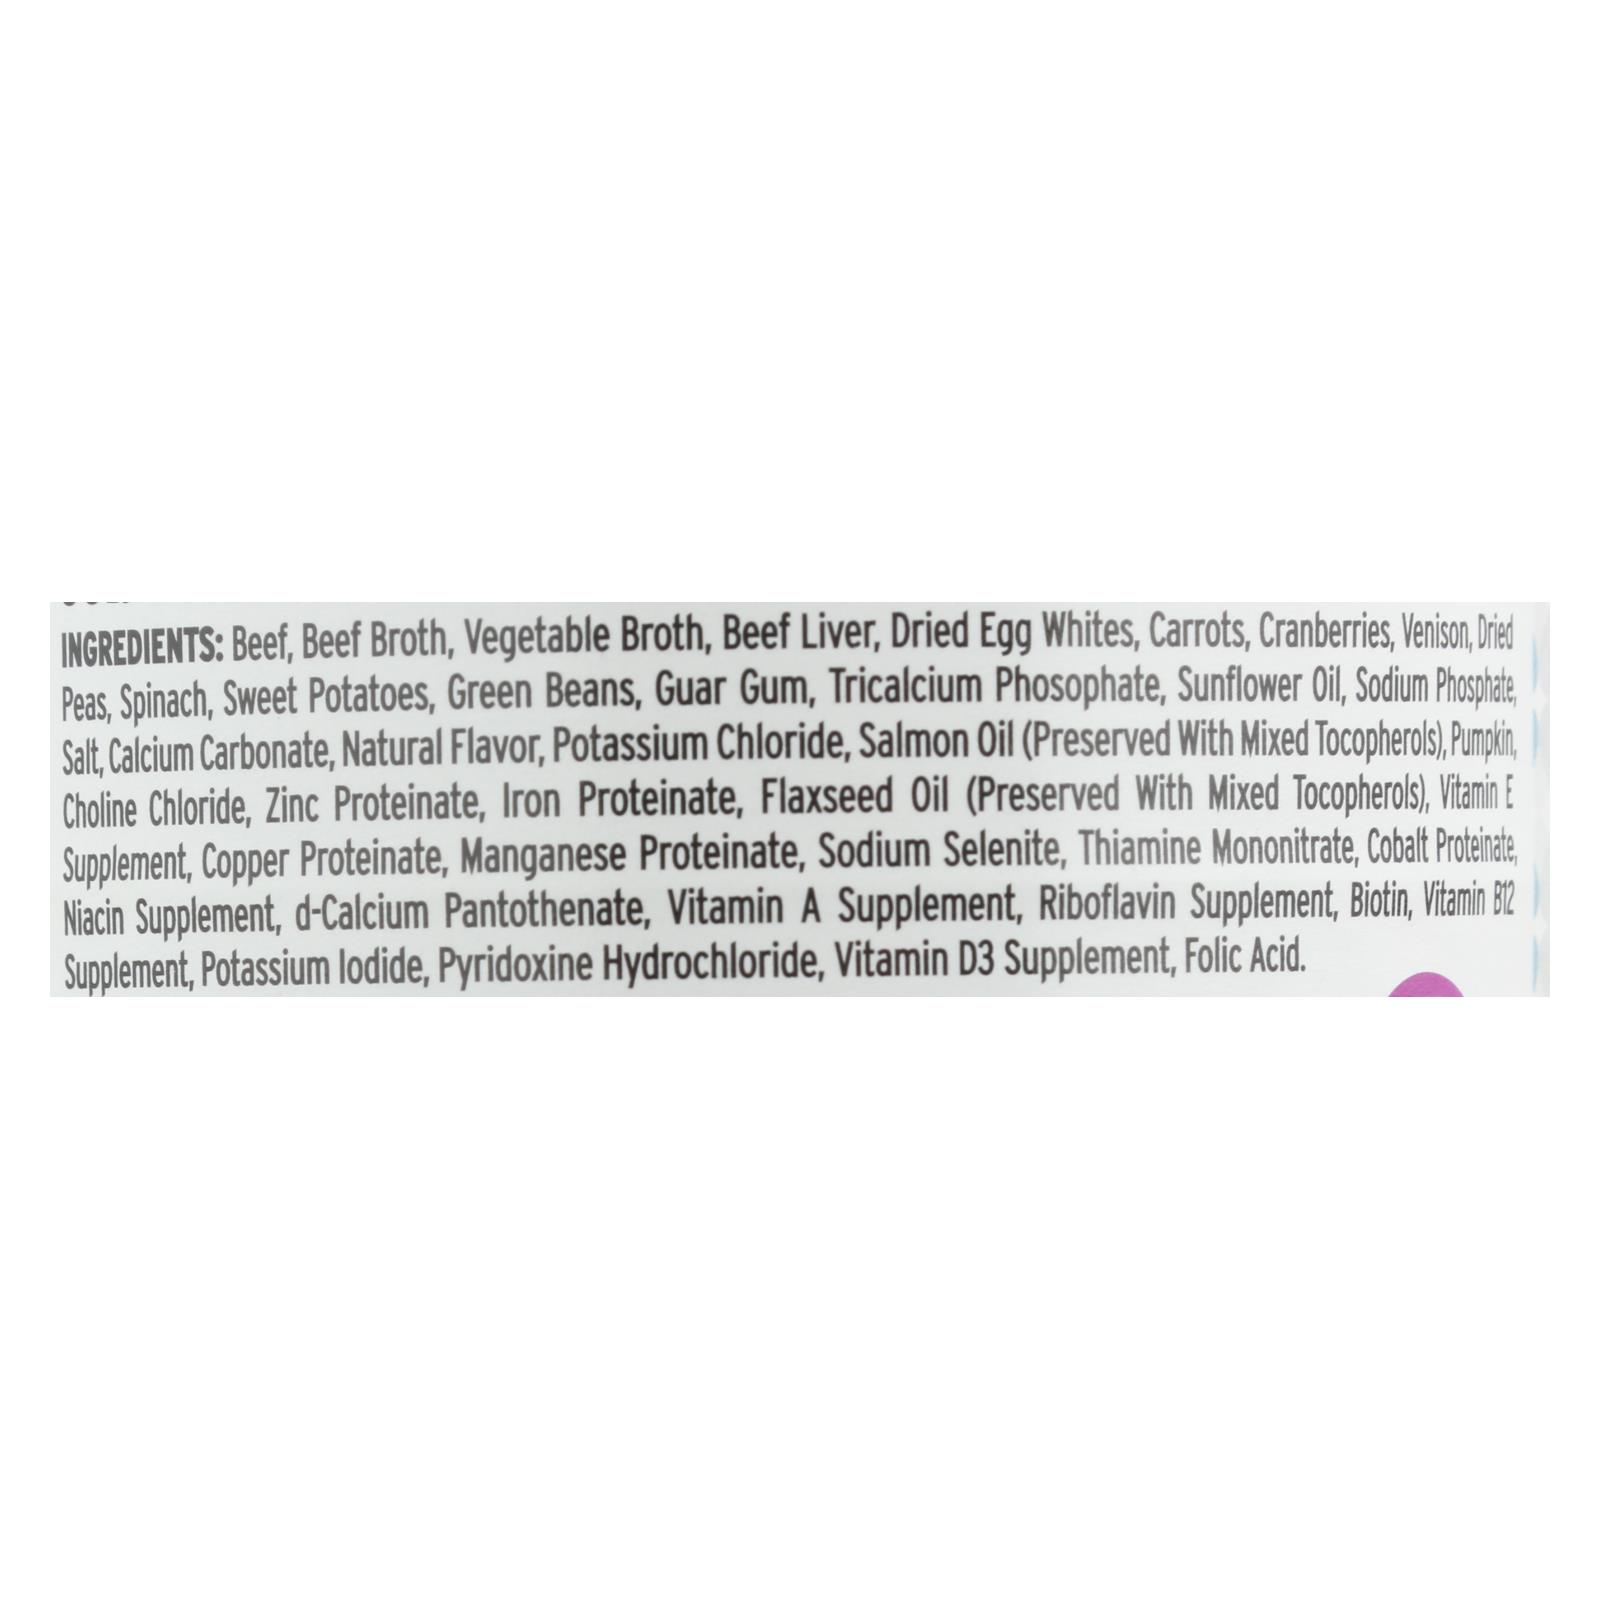 INGREDIENTS: Beef, Beef Broth, Vegetable Broth, Beef Liver, Dried Egg Whites, Carrots, Cranberries, Venison, Dried
Peas, Spinach, Sweet Potatoes, Green Beans, Guar Gum, Tricalcium Phosophate, Sunflower Oil, Sodium Phosphate,
Salt, Calcium Carbonate, Natural Flavor, Potassium Chloride, Salmon Oil (Preserved With Mixed Tocopherols), Pumpkin,
Choline Chloride, Zinc Proteinate, Iron Proteinate, Flaxseed Oil (Preserved With Mixed Tocopherols), Vitamin E
Supplement, Copper Proteinate, Manganese Proteinate, Sodium Selenite, Thiamine Mononitrate, Cobalt Proteinate,
Niacin Supplement, d-Calcium Pantothenate, Vitamin A Supplement, Riboflavin Supplement, Biotin, Vitamin B12
Supplement, Potassium Iodide, Pyridoxine Hydrochloride, Vitamin D3 Supplement, Folic Acid.